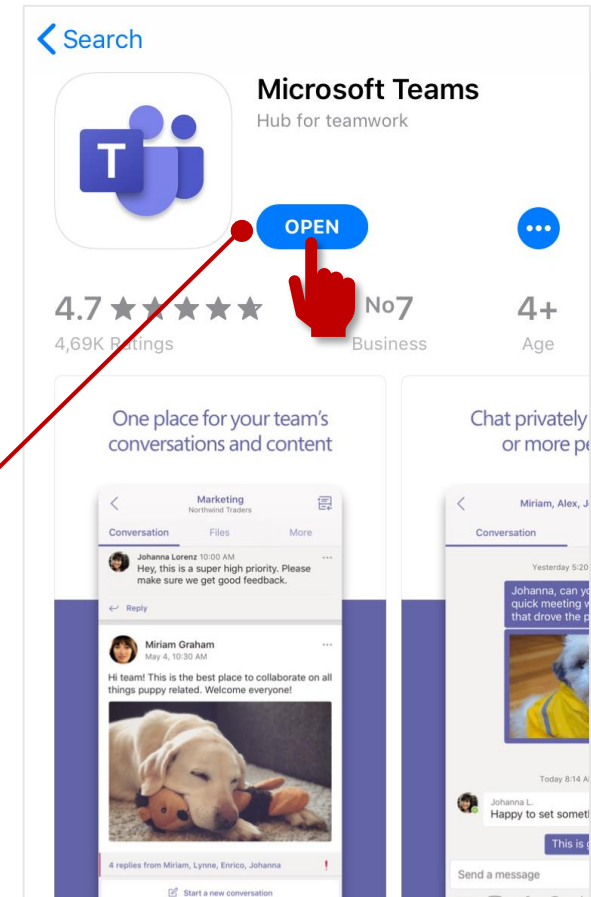 Search
Microsoft Teams
Hub for teamwork
T
OPEN
4.7
No7
4+
4,69K Ratings
Business
Age
One place for your team's
conversations and content
Marketing
Northwind Traders
Conversation Files More
Johanna Lorenz 10:00 AM
Hey, this is a super high priority. Please
make sure we get good feedback.
Reply
Miriam Graham
May 4, 10:30 AM
Hi team! This is the best place to collaborate on all
things puppy related. Welcome everyone!
4 replies from Miriam, Lynne, Enrico, Johanna !
Start a new conversation
Chat privately
or more pe
Miriam, Alex, J
Conversation
Yesterday 5:20
Johanna, can yo
quick meeting w
that drove the p
Today 8:14 A
Johanna L.
Happy to set somet
This is g
Send a message